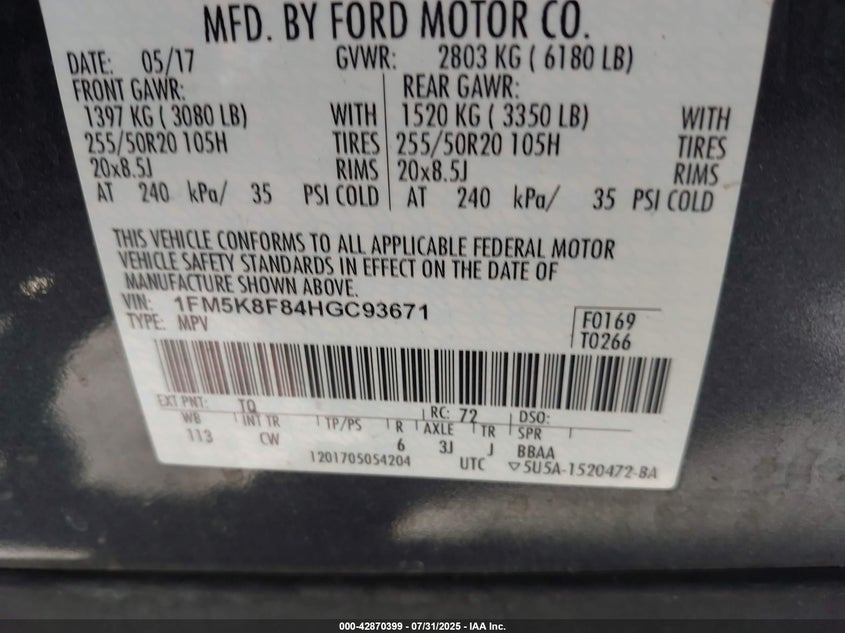 MFD. BY FORD MOTOR CO.
DATE: 05/17 GVWR: 2803 KG ( 6180 LB)
FRONT GAWR: REAR GAWR:
1397 KG ( 3080 LB) WITH 1520 KG ( 3350 LB) WITH
255/50R20 105H TIRES 255/50R20 105H TIRES
20x8.5J RIMS 20x8.5J RIMS
AT 240 kPa/ 35 PSI COLD AT 240 kPa/ 35 PSI COLD
THIS VEHICLE CONFORMS TO ALL APPLICABLE FEDERAL MOTOR
VEHICLE SAFETY STANDARDS IN EFFECT ON THE DATE OF
MANUFACTURE SHOWN ABOVE.
VIN: 1FM5K8F84HGC93671
TYPE: MPV
F0169
T0266
EXT PNT: TQ RC: 72 DSO:
WB INT TR TP/PS R AXLE TR SPR
113 CW 6 3J J BBAA
1201705054204 UTC ▽5U5A-1520472-BA
000-42870399 - 07/31/2025 - IAA Inc.